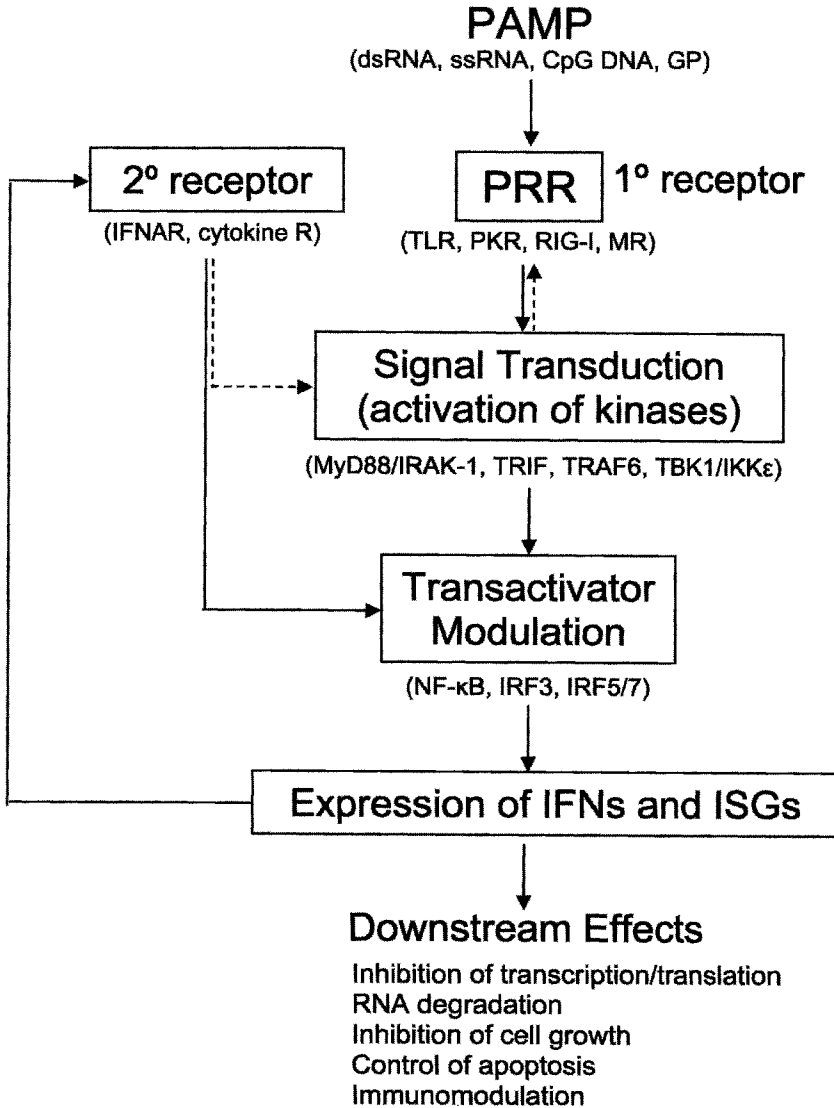 PAMP
(dsRNA, ssRNA, CpG DNA, GP)
2º receptor
(IFNAR, cytokine R)
PRR
1º receptor
(TLR, PKR, RIG-I, MR)
Signal Transduction
(activation of kinases)
(MyD88/IRAK-1, TRIF, TRAF6, TBK1/IKKε)
Transactivator
Modulation
(NF-κB, IRF3, IRF5/7)
Expression of IFNs and ISGs
Downstream Effects
Inhibition of transcription/translation
RNA degradation
Inhibition of cell growth
Control of apoptosis
Immunomodulation